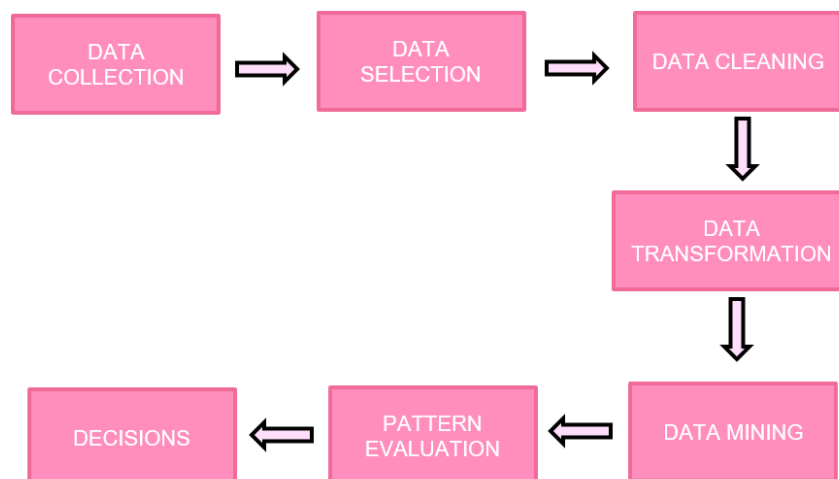 DATA
COLLECTION
DATA
SELECTION
DATA CLEANING
DATA
TRANSFORMATION
DATA MINING
PATTERN
EVALUATION
DECISIONS